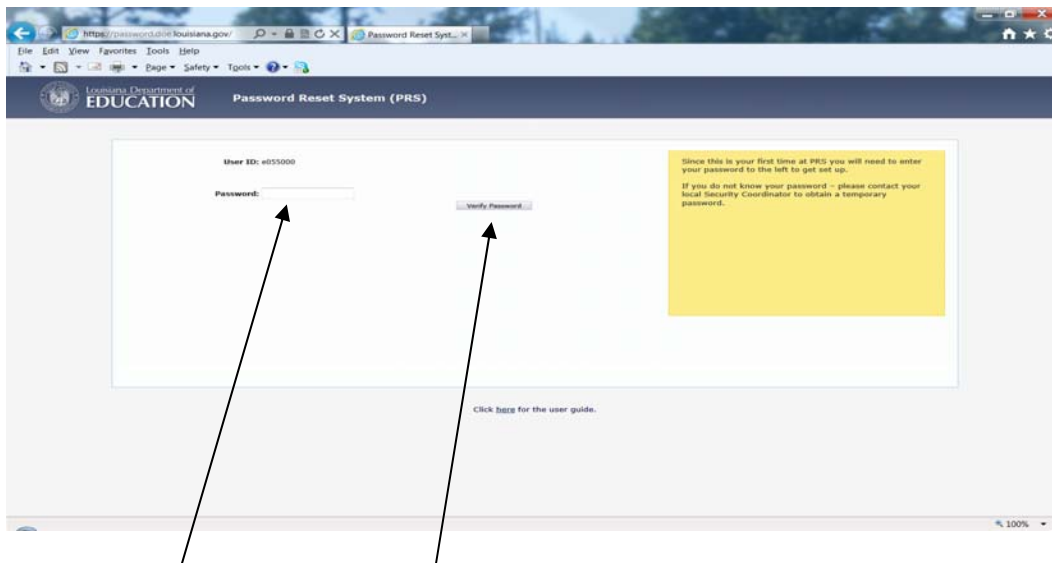 https://password.doe.louisiana.gov/
Password Reset Syst...
File Edit View Favorites Tools Help
Page Safety Tools
Louisiana Department of
EDUCATION
Password Reset System (PRS)
User ID: e055000
Password:
Verify Password
Since this is your first time at PRS you will need to enter
your password to the left to get set up.
If you do not know your password – please contact your
local Security Coordinator to obtain a temporary
password.
Click here for the user guide.
100%